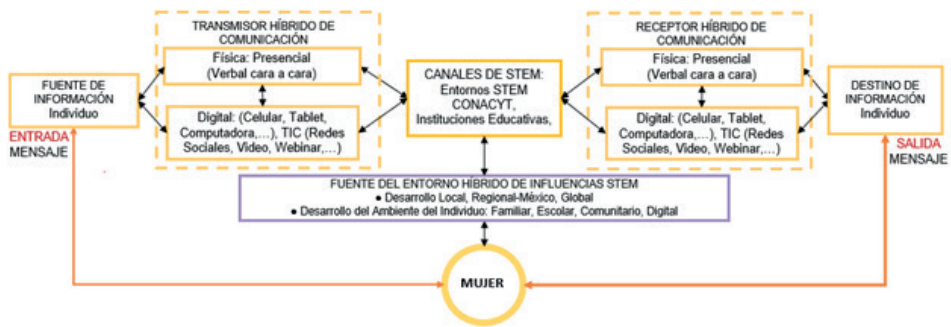 TRANSMISOR HÍBRIDO DE
COMUNICACIÓN
Física: Presencial
(Verbal cara a cara)
Digital: (Celular, Tablet,
Computadora,...), TIC (Redes
Sociales, Video, Webinar,...)
FUENTE DE
INFORMACIÓN
Individuo
ENTRADA
MENSAJE
CANALES DE STEM:
Entornos STEM
CONACYT,
Instituciones Educativas,
RECEPTOR HÍBRIDO DE
COMUNICACIÓN
Física: Presencial
(Verbal cara a cara)
Digital: (Celular, Tablet,
Computadora,...), TIC (Redes
Sociales, Video, Webinar,...)
DESTINO DE
INFORMACIÓN
Individuo
SALIDA
MENSAJE
FUENTE DEL ENTORNO HÍBRIDO DE INFLUENCIAS STEM
● Desarrollo Local, Regional-México, Global
● Desarrollo del Ambiente del Individuo: Familiar, Escolar, Comunitario, Digital
MUJER